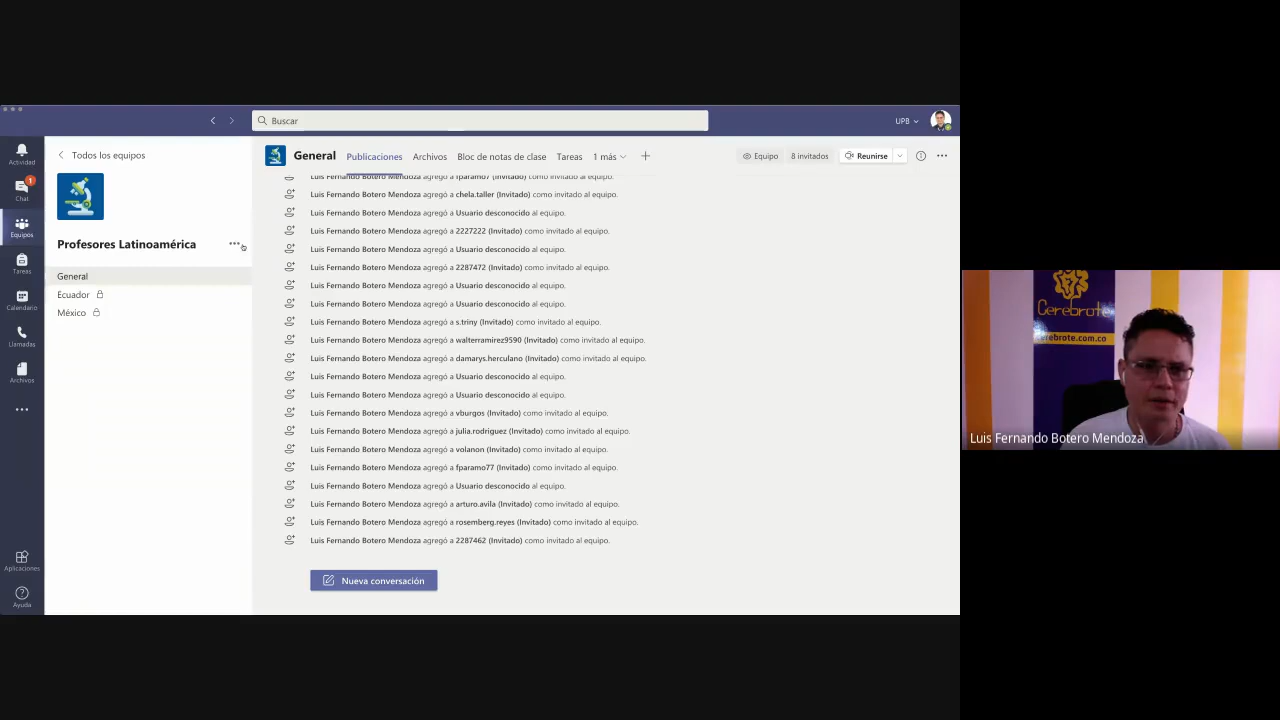 Buscar
UPB
Actividad
Chat
1
Equipos
Tareas
Calendario
Llamadas
Archivos
Aplicaciones
Ayuda
Todos los equipos
Profesores Latinoamérica
General
Ecuador
México
General
Publicaciones
Archivos
Bloc de notas de clase
Tareas
1 más
Equipo
8 invitados
Reunirse
Luis Fernando Botero Mendoza agregó a fparamo7 (Invitado) como invitado al equipo.
Luis Fernando Botero Mendoza agregó a chela.taller (Invitado) como invitado al equipo.
Luis Fernando Botero Mendoza agregó a Usuario desconocido al equipo.
Luis Fernando Botero Mendoza agregó a 2227222 (Invitado) como invitado al equipo.
Luis Fernando Botero Mendoza agregó a Usuario desconocido al equipo.
Luis Fernando Botero Mendoza agregó a 2287472 (Invitado) como invitado al equipo.
Luis Fernando Botero Mendoza agregó a Usuario desconocido al equipo.
Luis Fernando Botero Mendoza agregó a Usuario desconocido al equipo.
Luis Fernando Botero Mendoza agregó a s.triny (Invitado) como invitado al equipo.
Luis Fernando Botero Mendoza agregó a walterramirez9590 (Invitado) como invitado al equipo.
Luis Fernando Botero Mendoza agregó a damarys.herculano (Invitado) como invitado al equipo.
Luis Fernando Botero Mendoza agregó a Usuario desconocido al equipo.
Luis Fernando Botero Mendoza agregó a Usuario desconocido al equipo.
Luis Fernando Botero Mendoza agregó a vburgos (Invitado) como invitado al equipo.
Luis Fernando Botero Mendoza agregó a julia.rodriguez (Invitado) como invitado al equipo.
Luis Fernando Botero Mendoza agregó a volanon (Invitado) como invitado al equipo.
Luis Fernando Botero Mendoza agregó a fparamo77 (Invitado) como invitado al equipo.
Luis Fernando Botero Mendoza agregó a Usuario desconocido al equipo.
Luis Fernando Botero Mendoza agregó a arturo.avila (Invitado) como invitado al equipo.
Luis Fernando Botero Mendoza agregó a rosemberg.reyes (Invitado) como invitado al equipo.
Luis Fernando Botero Mendoza agregó a 2287462 (Invitado) como invitado al equipo.
Nueva conversación
Cerebrote
cerebrote.com.co
Luis Fernando Botero Mendoza